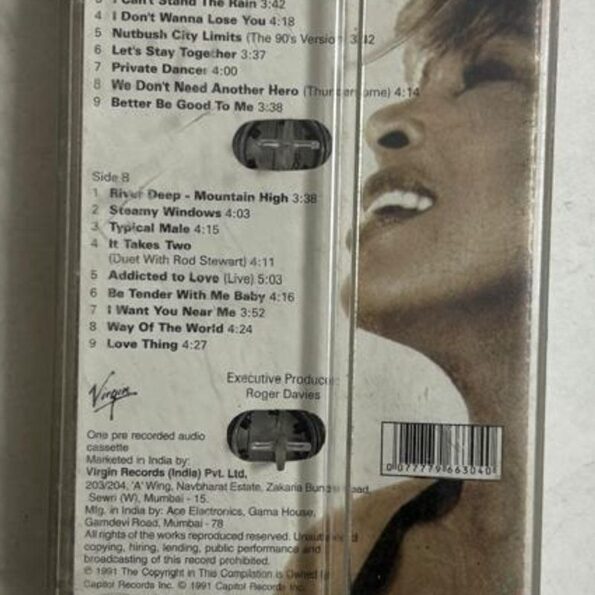 3 I Can't Stand The Rain 3:42
4 I Don't Wanna Lose You 4:18
5 Nutbush City Limits (The 90's Version 3:42
6 Let's Stay Together 3:37
7 Private Dancer 4:00
8 We Don't Need Another Hero (Thunderdome) 4:14
9 Better Be Good To Me 3:38
Side B
1 River Deep - Mountain High 3:38
2 Steamy Windows 4:03
3 Typical Male 4:15
4 It Takes Two
(Duet With Rod Stewart) 4:11
5 Addicted to Love (Live) 5:03
6 Be Tender With Me Baby 4:16
7 I Want You Near Me 3:52
8 Way Of The World 4:24
9 Love Thing 4:27
Executive Producer
Roger Davies
Virgin
One pre recorded audio
cassette
Marketed in India by:
Virgin Records (India) Pvt. Ltd.
203/204, 'A' Wing, Navbharat Estate, Zakaria Bunder Road,
Sewri (W), Mumbai - 15.
Mfg. in India by: Ace Electronics, Gama House,
Gamdevi Road, Mumbai - 78
All rights of the works reproduced reserved.
copying, hiring, lending, public performance and
broadcasting of this record prohibited.
℗ 1991 The Copyright in This Compilation is Owned by
Capitol Records Inc. © 1991 Capitol Records Inc.
0 077779 663040